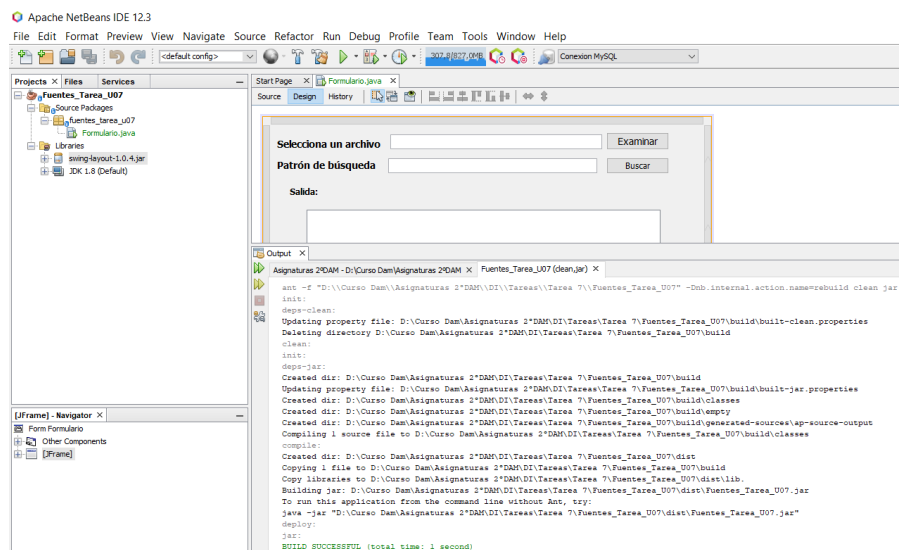 Apache NetBeans IDE 12.3
File Edit Format Preview View Navigate Source Refactor Run Debug Profile Team Tools Window Help
<default config> 307,8/827,0MB Conexion MySQL
Projects × Files Services
Start Page × Formulario.java ×
Source Design History
Fuentes_Tarea_U07
Source Packages
fuentes_tarea_u07
Formulario.java
Libraries
swing-layout-1.0.4.jar
JDK 1.8 (Default)
Selecciona un archivo Examinar
Patrón de búsqueda Buscar
Salida:
Output ×
Asignaturas 2ºDAM - D:\Curso Dam\Asignaturas 2ºDAM × Fuentes_Tarea_U07 (clean,jar) ×
ant -f "D:\\Curso Dam\\Asignaturas 2ºDAM\\DI\\Tareas\\Tarea 7\\Fuentes_Tarea_U07" -Dnb.internal.action.name=rebuild clean jar
init:
deps-clean:
Updating property file: D:\Curso Dam\Asignaturas 2ºDAM\DI\Tareas\Tarea 7\Fuentes_Tarea_U07\build\built-clean.properties
Deleting directory D:\Curso Dam\Asignaturas 2ºDAM\DI\Tareas\Tarea 7\Fuentes_Tarea_U07\build
clean:
init:
deps-jar:
Created dir: D:\Curso Dam\Asignaturas 2ºDAM\DI\Tareas\Tarea 7\Fuentes_Tarea_U07\build
Updating property file: D:\Curso Dam\Asignaturas 2ºDAM\DI\Tareas\Tarea 7\Fuentes_Tarea_U07\build\built-jar.properties
Created dir: D:\Curso Dam\Asignaturas 2ºDAM\DI\Tareas\Tarea 7\Fuentes_Tarea_U07\build\classes
Created dir: D:\Curso Dam\Asignaturas 2ºDAM\DI\Tareas\Tarea 7\Fuentes_Tarea_U07\build\empty
Created dir: D:\Curso Dam\Asignaturas 2ºDAM\DI\Tareas\Tarea 7\Fuentes_Tarea_U07\build\generated-sources\ap-source-output
Compiling 1 source file to D:\Curso Dam\Asignaturas 2ºDAM\DI\Tareas\Tarea 7\Fuentes_Tarea_U07\build\classes
compile:
Created dir: D:\Curso Dam\Asignaturas 2ºDAM\DI\Tareas\Tarea 7\Fuentes_Tarea_U07\dist
Copying 1 file to D:\Curso Dam\Asignaturas 2ºDAM\DI\Tareas\Tarea 7\Fuentes_Tarea_U07\build
Copy libraries to D:\Curso Dam\Asignaturas 2ºDAM\DI\Tareas\Tarea 7\Fuentes_Tarea_U07\dist\lib.
Building jar: D:\Curso Dam\Asignaturas 2ºDAM\DI\Tareas\Tarea 7\Fuentes_Tarea_U07\dist\Fuentes_Tarea_U07.jar
To run this application from the command line without Ant, try:
java -jar "D:\Curso Dam\Asignaturas 2ºDAM\DI\Tareas\Tarea 7\Fuentes_Tarea_U07\dist\Fuentes_Tarea_U07.jar"
deploy:
jar:
BUILD SUCCESSFUL (total time: 1 second)
[JFrame] - Navigator ×
Form Formulario
Other Components
[JFrame]